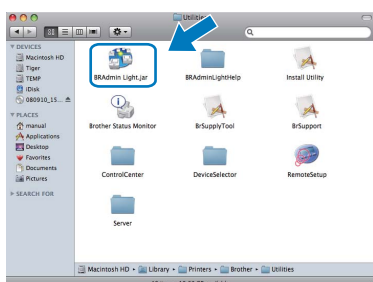 Utilities
DEVICES
Macintosh HD
Tiger
TEMP
iDisk
080910_15...
PLACES
manual
Applications
Desktop
Favorites
Documents
Pictures
SEARCH FOR
BRAdmin Light.jar
BRAdminLightHelp
Install Utility
Brother Status Monitor
BrSupplyTool
BrSupport
ControlCenter
DeviceSelector
RemoteSetup
Server
Macintosh HD ▸ Library ▸ Printers ▸ Brother ▸ Utilities